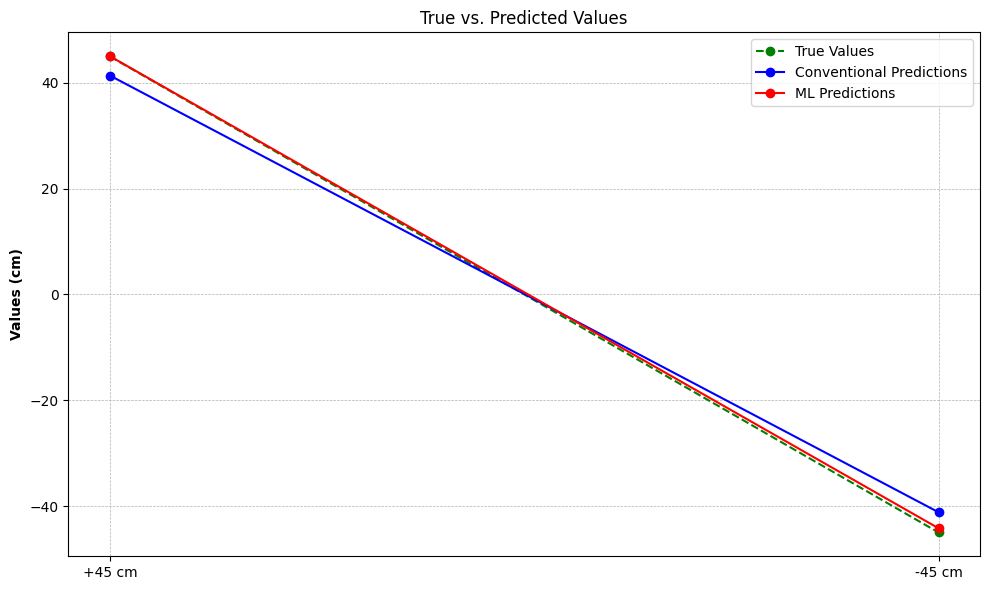 True vs. Predicted Values
True Values
Conventional Predictions
ML Predictions
Values (cm)
40
20
0
−20
−40
+45 cm
-45 cm